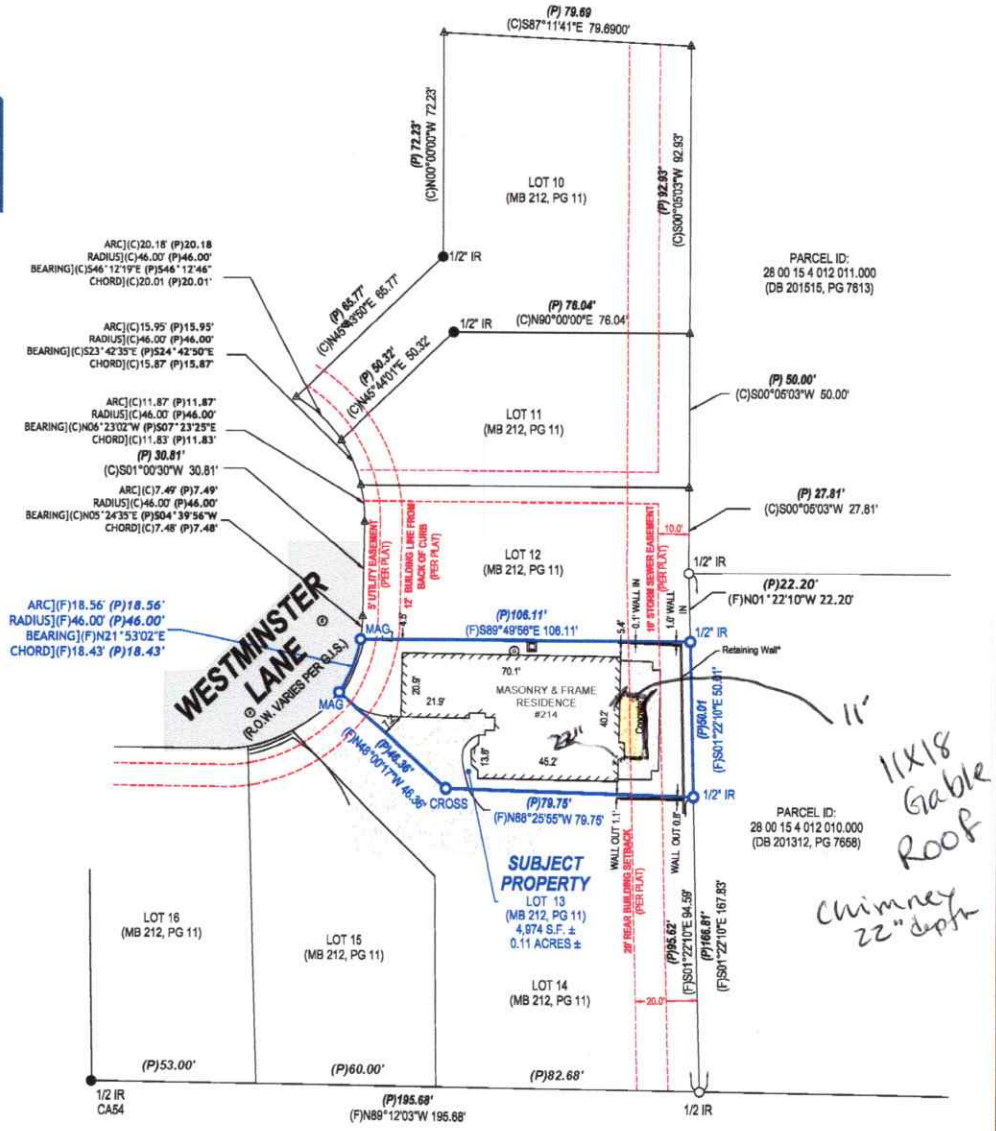 (P) 79.69
(C)S87°11'41"E 79.6900'
(P) 72.23'
(C)N00°00'00"W 72.23'
LOT 10
(MB 212, PG 11)
(P) 92.93'
(C)S00°05'03"W 92.93'
PARCEL ID:
28 00 15 4 012 011.000
(DB 201515, PG 7613)
ARC](C)20.18' (P)20.18
RADIUS](C)46.00' (P)46.00'
BEARING](C)S46°12'19"E (P)S46°12'46"
CHORD](C)20.01 (P)20.01'
1/2" IR
(P) 65.77'
(C)N45°43'50"E 65.77'
(P) 76.04'
(C)N90°00'00"E 76.04'
1/2" IR
ARC](C)15.95' (P)15.95'
RADIUS](C)46.00' (P)46.00'
BEARING](C)S23°42'35"E (P)S24°42'50"E
CHORD](C)15.87' (P)15.87'
(P) 50.32'
(C)N45°44'01"E 50.32'
(P) 50.00'
(C)S00°05'03"W 50.00'
LOT 11
(MB 212, PG 11)
ARC](C)11.87' (P)11.87'
RADIUS](C)46.00' (P)46.00'
BEARING](C)N06°23'02"W (P)S07°23'25"E
CHORD](C)11.83' (P)11.83'
(P) 30.81'
(C)S01°00'30"W 30.81'
ARC](C)7.49' (P)7.49'
RADIUS](C)46.00' (P)46.00'
BEARING](C)N05°24'35"E (P)S04°39'56"W
CHORD](C)7.48' (P)7.48'
(P) 27.81'
(C)S00°05'03"W 27.81'
5' UTILITY EASEMENT
(PER PLAT)
12' BUILDING LINE FROM
BACK OF CURB
(PER PLAT)
LOT 12
(MB 212, PG 11)
10' STORM SEWER EASEMENT
(PER PLAT)
10.0'
1/2" IR
(P)22.20'
(F)N01°22'10"W 22.20'
ARC](F)18.56' (P)18.56'
RADIUS](F)46.00' (P)46.00'
BEARING](F)N21°53'02"E
CHORD](F)18.43' (P)18.43'
WESTMINSTER
LANE
(R.O.W. VARIES PER G.I.S.)
MAG
MAG
4.5'
(P)106.11'
(F)S89°49'56"E 106.11'
5.4'
0.1' WALL IN
1.0' WALL
IN
1/2" IR
Retaining Wall"
70.1'
20.9'
21.9'
MASONRY & FRAME
RESIDENCE
#214
40.2'
22"
13.8'
45.2'
(P)50.01
(F)S01°22'10"E 50.01'
11'
11X18
Gable
Roof
Chimney
22" depth
(P)46.36'
(F)N48°00'17"W 46.36'
CROSS
(P)79.75'
(F)N88°25'55"W 79.75'
1/2" IR
WALL OUT 1.1'
WALL OUT 0.8'
PARCEL ID:
28 00 15 4 012 010.000
(DB 201312, PG 7658)
SUBJECT
PROPERTY
LOT 13
(MB 212, PG 11)
4,974 S.F. ±
0.11 ACRES ±
20' REAR BUILDING SETBACK
(PER PLAT)
(P)95.62'
(F)S01°22'10"E 94.59'
(P)166.81'
(F)S01°22'10"E 167.83'
LOT 16
(MB 212, PG 11)
LOT 15
(MB 212, PG 11)
LOT 14
(MB 212, PG 11)
20.0'
(P)53.00'
(P)60.00'
(P)82.68'
1/2 IR
CA54
(P)195.68'
(F)N89°12'03"W 195.68'
1/2 IR